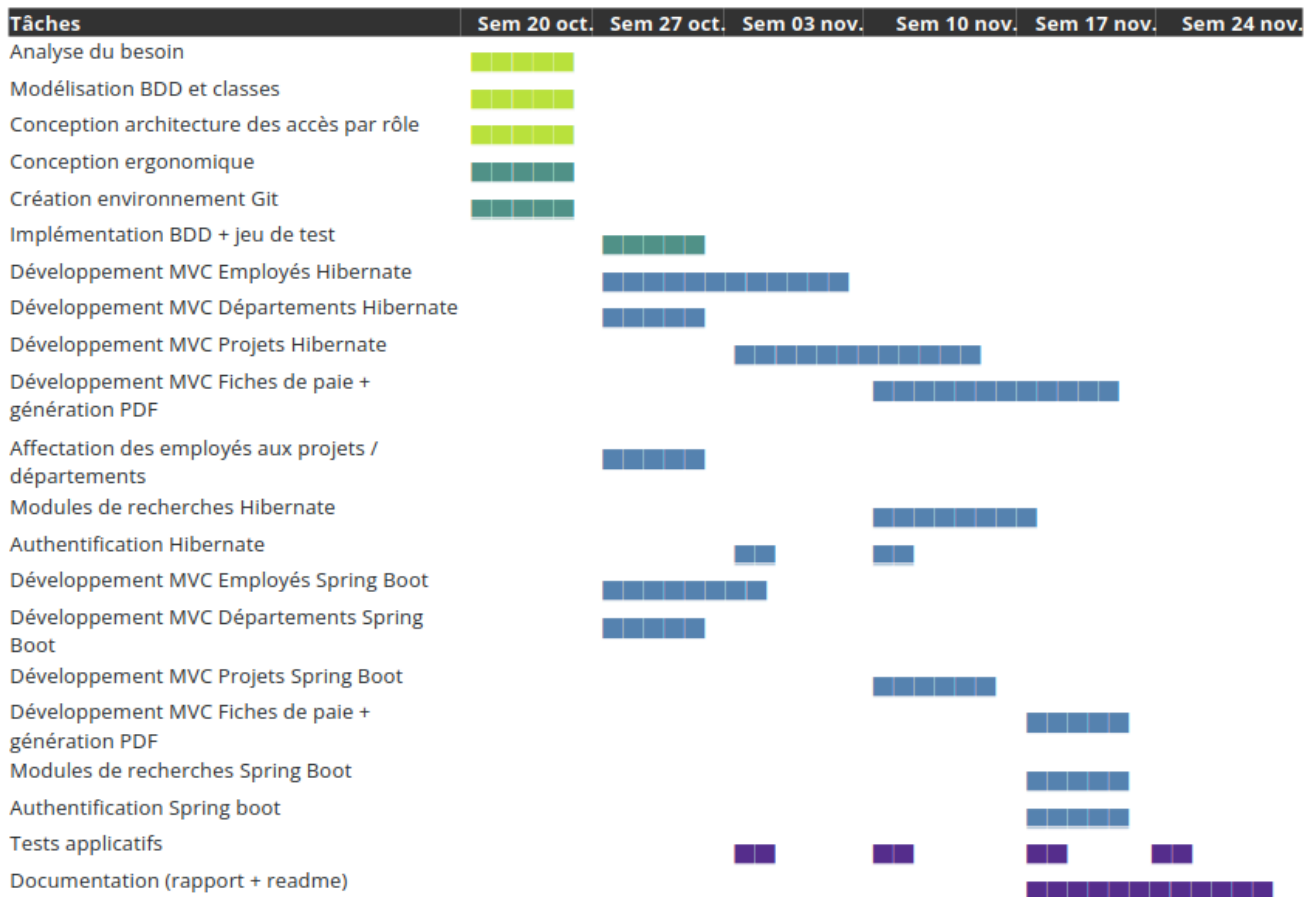 Tâches Sem 20 oct. Sem 27 oct. Sem 03 nov. Sem 10 nov. Sem 17 nov. Sem 24 nov.
Analyse du besoin
Modélisation BDD et classes
Conception architecture des accès par rôle
Conception ergonomique
Création environnement Git
Implémentation BDD + jeu de test
Développement MVC Employés Hibernate
Développement MVC Départements Hibernate
Développement MVC Projets Hibernate
Développement MVC Fiches de paie +
génération PDF
Affectation des employés aux projets /
départements
Modules de recherches Hibernate
Authentification Hibernate
Développement MVC Employés Spring Boot
Développement MVC Départements Spring
Boot
Développement MVC Projets Spring Boot
Développement MVC Fiches de paie +
génération PDF
Modules de recherches Spring Boot
Authentification Spring boot
Tests applicatifs
Documentation (rapport + readme)